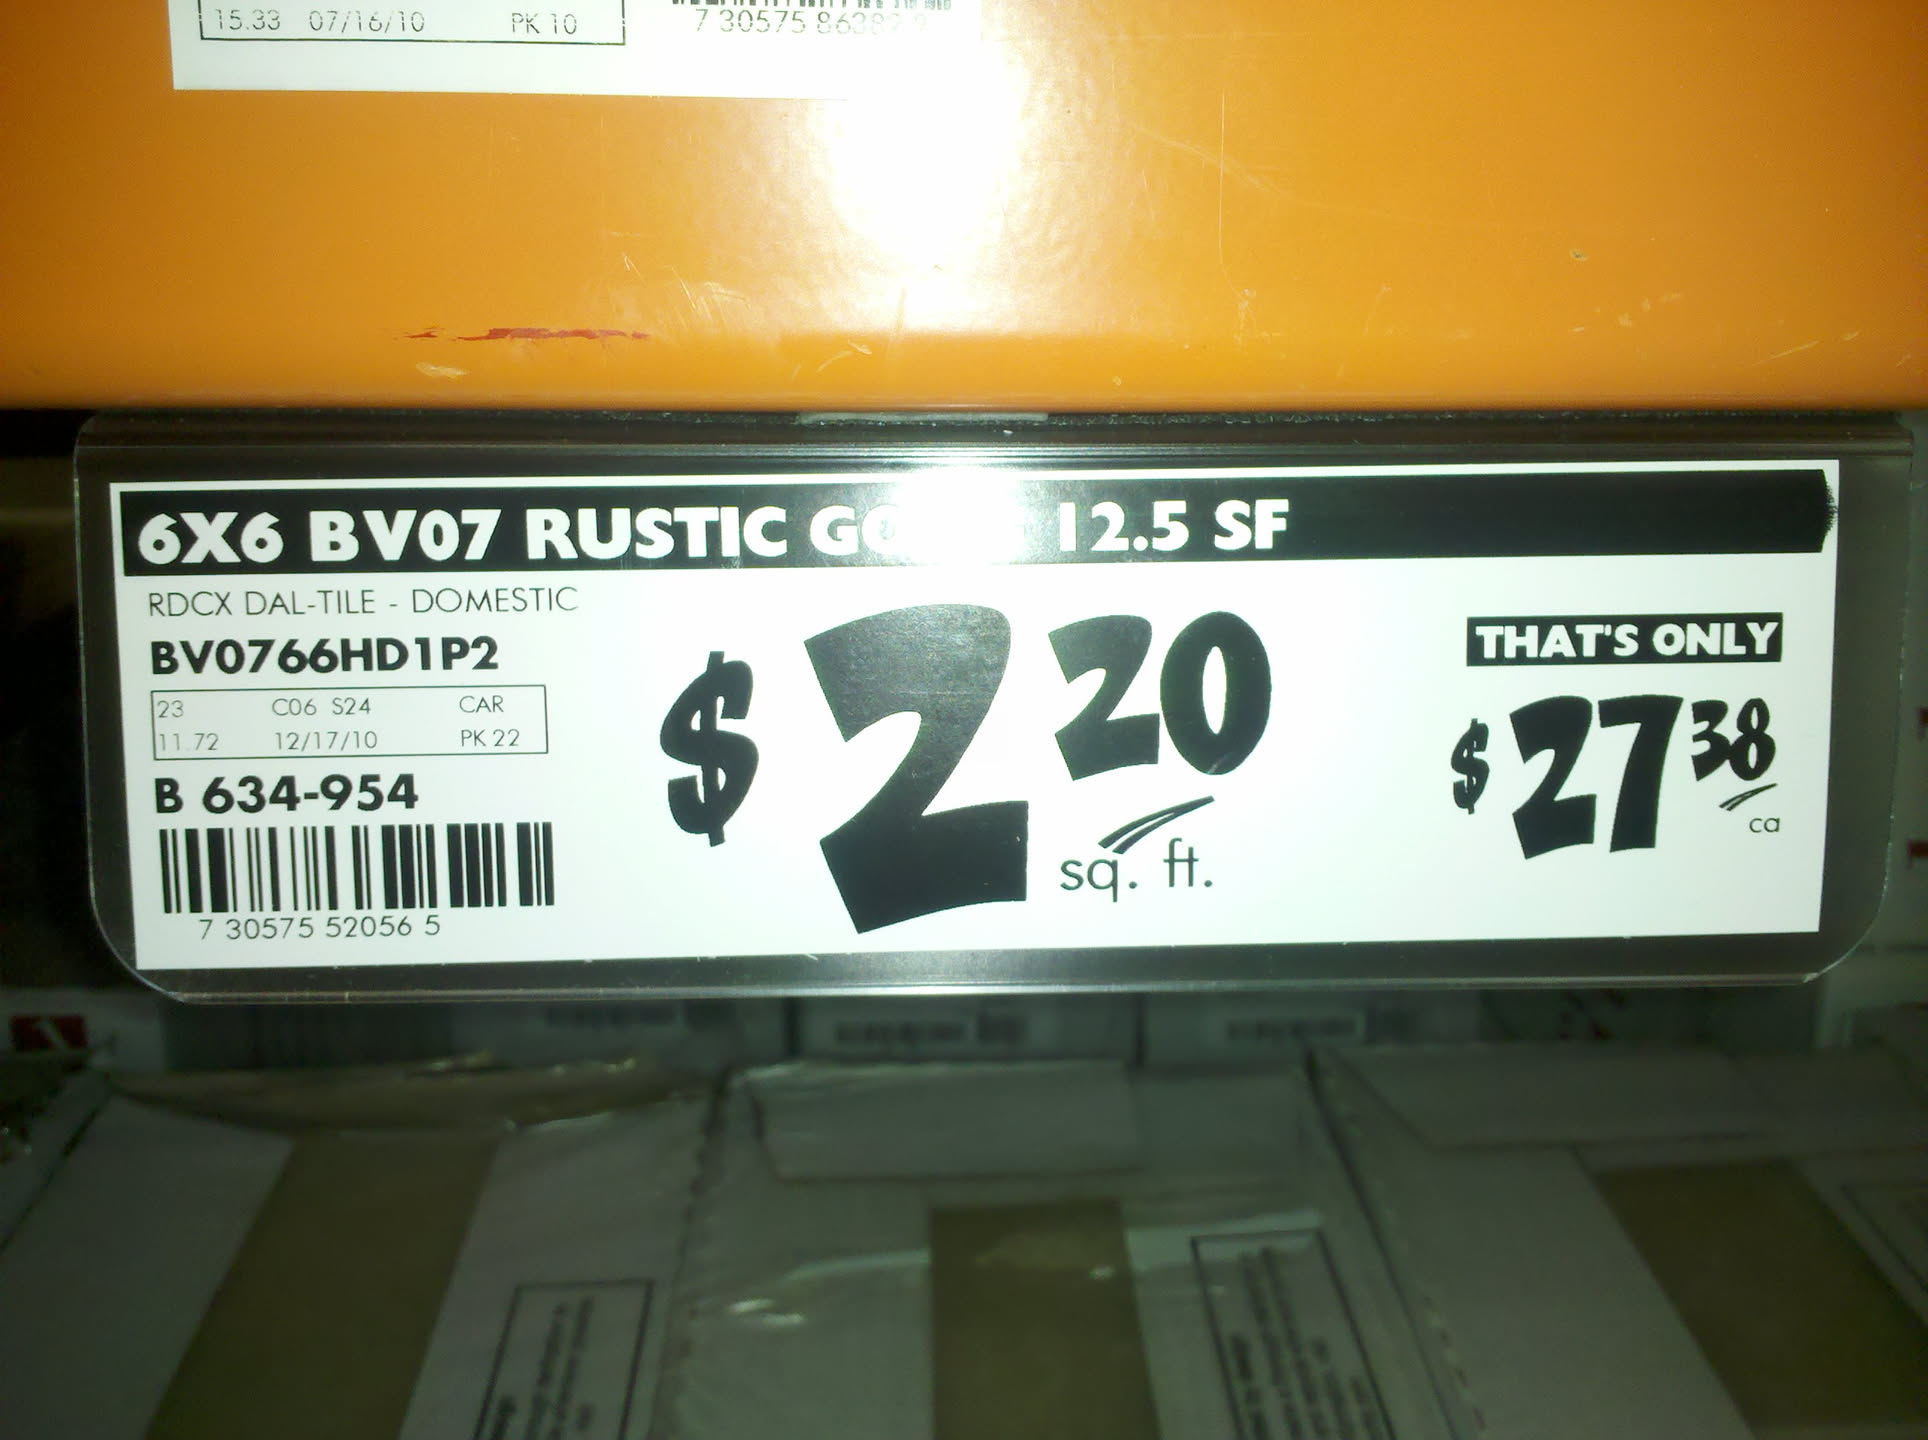 15.33 07/16/10 PK 10
7 30575 8638
6X6 BV07 RUSTIC 12.5 SF
RDCX DAL-TILE - DOMESTIC
BV0766HD1P2
23 C06 S24 CAR
11.72 12/17/10 PK 22
B 634-954
7 30575 52056 5
$2 20
sq. ft.
THAT'S ONLY
$27 38
ca